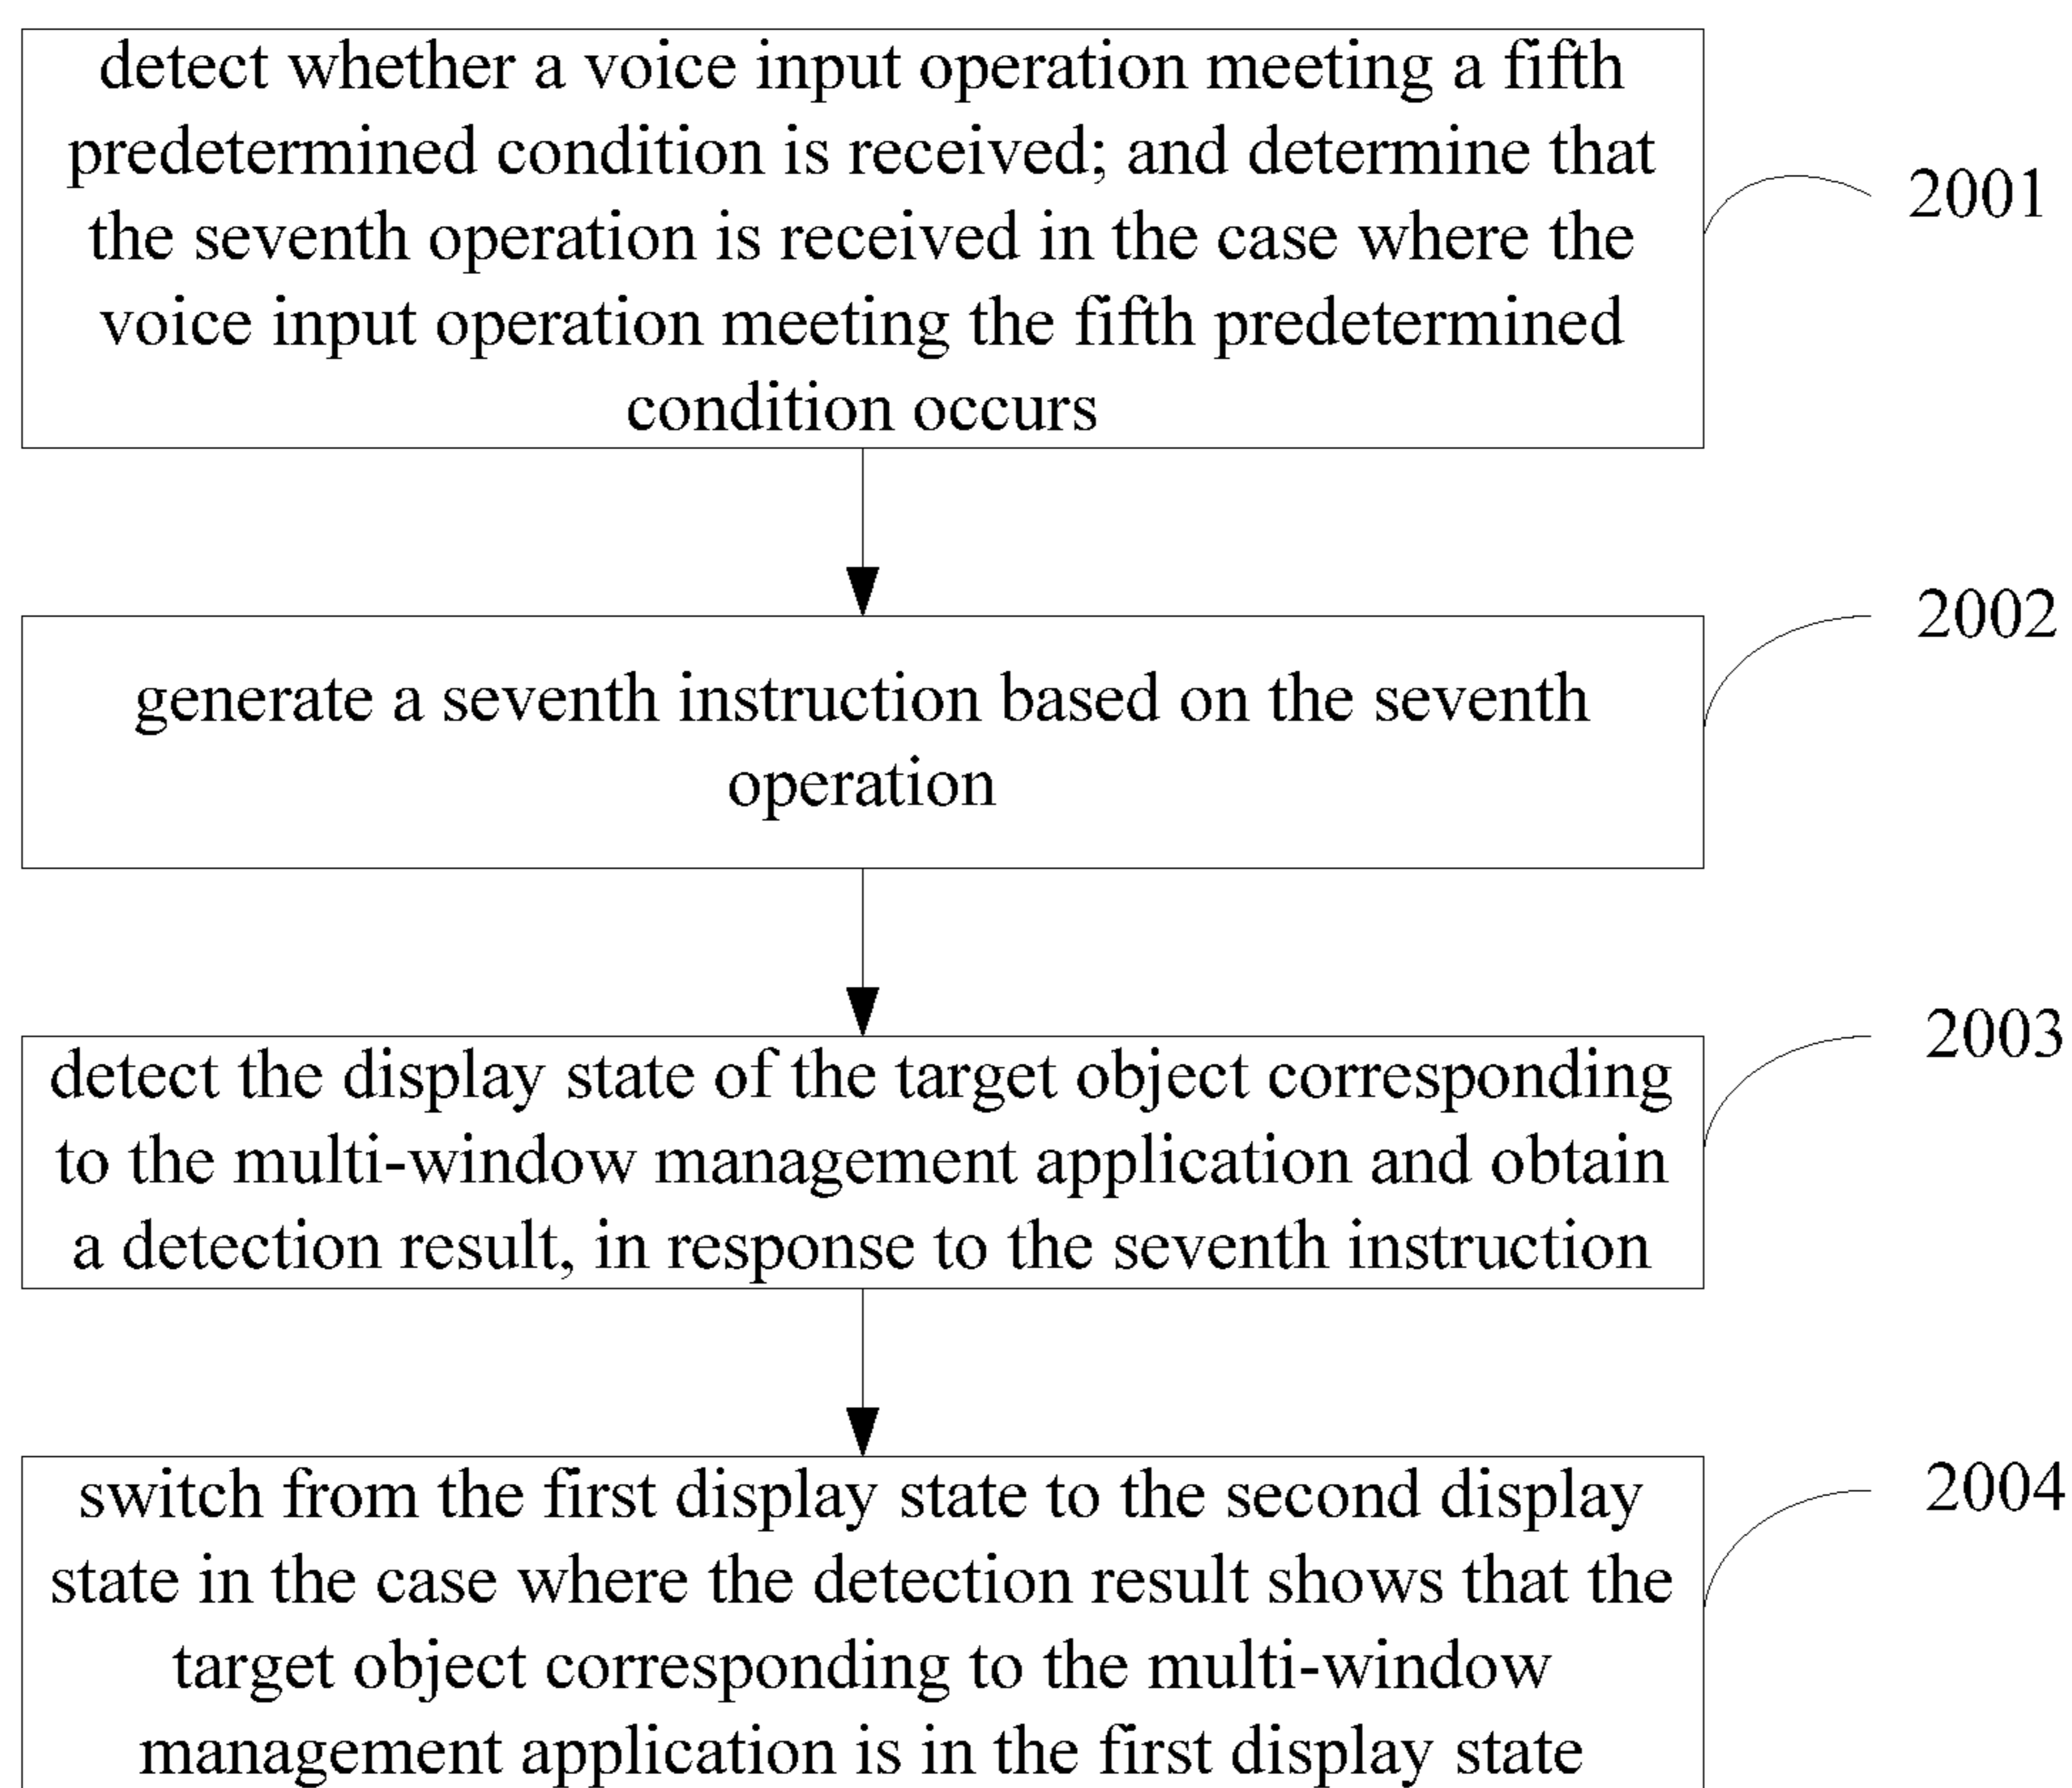 detect whether a voice input operation meeting a fifth
predetermined condition is received; and determine that
the seventh operation is received in the case where the
voice input operation meeting the fifth predetermined
condition occurs
2001
generate a seventh instruction based on the seventh
operation
2002
detect the display state of the target object corresponding
to the multi-window management application and obtain
a detection result, in response to the seventh instruction
2003
switch from the first display state to the second display
state in the case where the detection result shows that the
target object corresponding to the multi-window
management application is in the first display state
2004